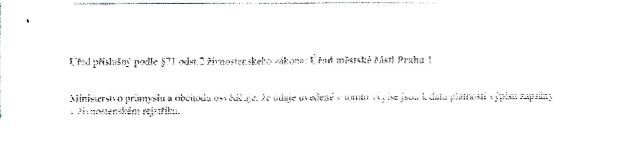 Úřad příslušný podle §71 odst.2 živnostenského zákona: Úřad městské části Praha 1
Ministerstvo průmyslu a obchodu osvědčuje, že údaje uvedené v tomto výpise jsou k datu platnosti výpisu zapsány
v živnostenském rejstříku.